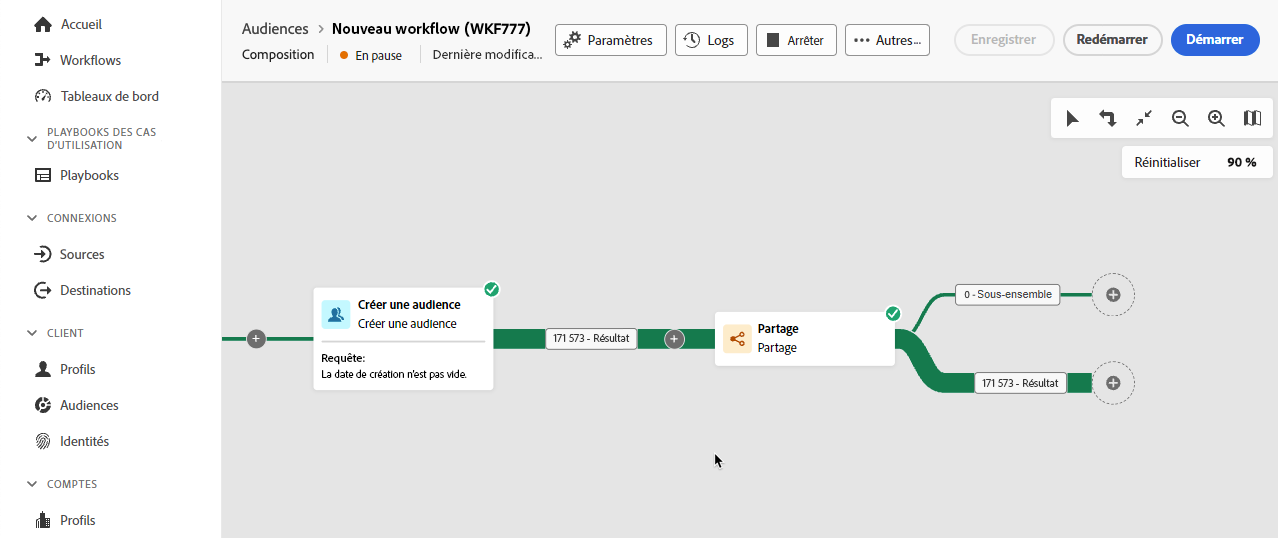 Accueil
Workflows
Tableaux de bord
PLAYBOOKS DES CAS
D'UTILISATION
Playbooks
CONNEXIONS
Sources
Destinations
CLIENT
Profils
Audiences
Identités
COMPTES
Profils
Audiences > Nouveau workflow (WKF777)
Composition
En pause
Dernière modifica...
Paramètres
Logs
Arrêter
Autres...
Enregistrer
Redémarrer
Démarrer
Réinitialiser 90 %
Créer une audience
Créer une audience
Requête:
La date de création n'est pas vide.
171 573 - Résultat
Partage
Partage
0 - Sous-ensemble
171 573 - Résultat